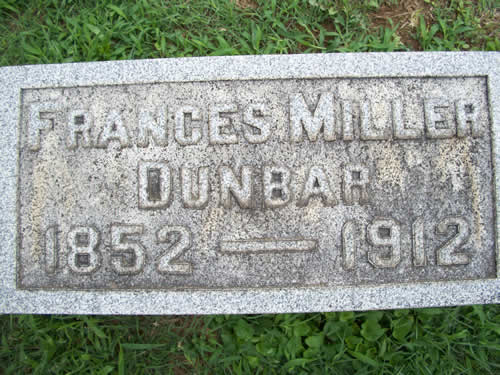 FRANCES MILLER
DUNBAR
1852 — 1912